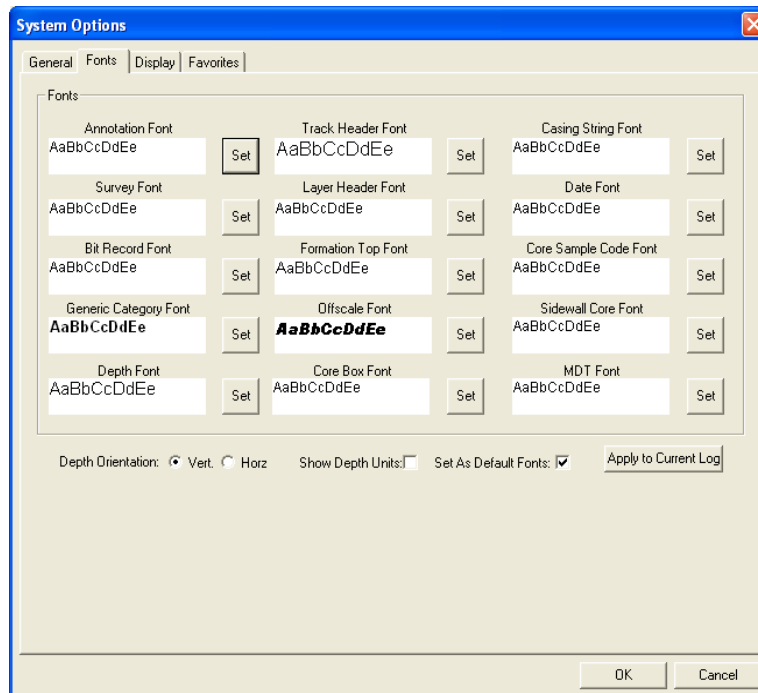 System Options
General Fonts Display Favorites
Fonts
Annotation Font Track Header Font Casing String Font
AaBbCcDdEe Set AaBbCcDdEe Set AaBbCcDdEe Set
Survey Font Layer Header Font Date Font
AaBbCcDdEe Set AaBbCcDdEe Set AaBbCcDdEe Set
Bit Record Font Formation Top Font Core Sample Code Font
AaBbCcDdEe Set AaBbCcDdEe Set AaBbCcDdEe Set
Generic Category Font Offscale Font Sidewall Core Font
AaBbCcDdEe Set AaBbCcDdEe Set AaBbCcDdEe Set
Depth Font Core Box Font MDT Font
AaBbCcDdEe Set AaBbCcDdEe Set AaBbCcDdEe Set
Depth Orientation: Vert. Horz Show Depth Units: Set As Default Fonts: Apply to Current Log
OK Cancel